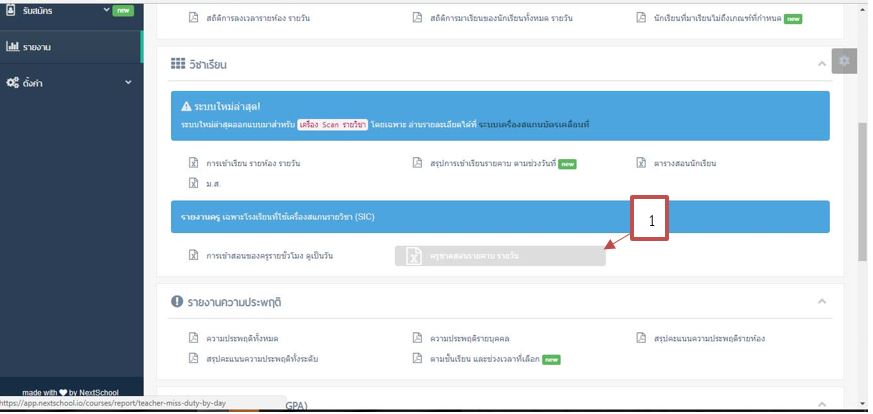 รับสมัคร new
สถิติการลงเวลารายห้อง รายวัน
สถิติการมาเรียนของนักเรียนทั้งหมด รายวัน
นักเรียนที่มาเรียนไม่ถึงเกณฑ์ที่กำหนด new
รายงาน
ตั้งค่า
วิชาเรียน
ระบบใหม่ล่าสุด!
ระบบใหม่ล่าสุดออกแบบมาสำหรับ เครื่อง Scan รายวิชา โดยเฉพาะ อ่านรายละเอียดได้ที่ ระบบเครื่องสแกนบัตรเคลื่อนที่
การเข้าเรียน รายห้อง รายวัน
สรุปการเข้าเรียนรายคาบ ตามช่วงวันที่ new
ตารางสอนนักเรียน
ม.ส.
รายงานครู เฉพาะโรงเรียนที่ใช้เครื่องสแกนรายวิชา (SIC)
1
การเข้าสอนของครูรายชั่วโมง ดูเป็นวัน
ครูขาดสอนรายคาบ รายวัน
รายงานความประพฤติ
ความประพฤติทั้งหมด
ความประพฤติรายบุคคล
สรุปคะแนนความประพฤติรายห้อง
สรุปคะแนนความประพฤติทั้งระดับ
ตามชั้นเรียน และช่วงเวลาที่เลือก new
made with by NextSchool
https://app.nextschool.io/courses/report/teacher-miss-duty-by-day
GPA)